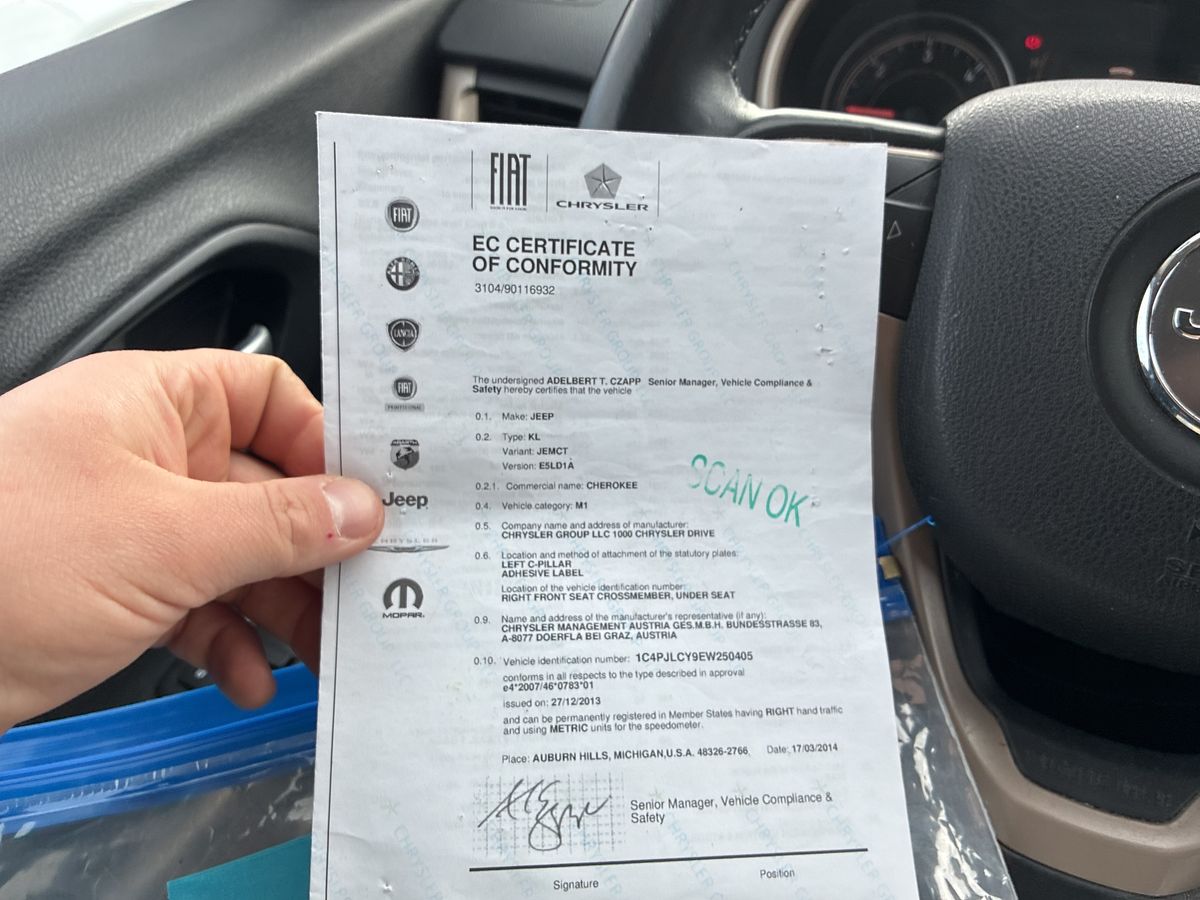 FIAT
CHRYSLER
FIAT
EC CERTIFICATE
OF CONFORMITY
3104/90116932
LANCIA
FIAT
PROFESSIONAL
The undersigned ADELBERT T. CZAPP Senior Manager, Vehicle Compliance &
Safety hereby certifies that the vehicle
0.1. Make: JEEP
0.2. Type: KL
Variant: JEMCT
Version: E5LD1A
0.2.1. Commercial name: CHEROKEE
SCAN OK
Jeep
0.4. Vehicle category: M1
0.5. Company name and address of manufacturer:
CHRYSLER GROUP LLC 1000 CHRYSLER DRIVE
CHRYSLER
0.6. Location and method of attachment of the statutory plates:
LEFT C-PILLAR
ADHESIVE LABEL
Location of the vehicle identification number:
RIGHT FRONT SEAT CROSSMEMBER, UNDER SEAT
MOPAR
0.9. Name and address of the manufacturer's representative (if any):
CHRYSLER MANAGEMENT AUSTRIA GES.M.B.H. BUNDESSTRASSE 83,
A-8077 DOERFLA BEI GRAZ, AUSTRIA
0.10. Vehicle identification number: 1C4PJLCY9EW250405
conforms in all respects to the type described in approval
e4*2007/46*0783*01
issued on: 27/12/2013
and can be permanently registered in Member States having RIGHT hand traffic
and using METRIC units for the speedometer.
Place: AUBURN HILLS, MICHIGAN,U.S.A. 48326-2766, Date: 17/03/2014
Senior Manager, Vehicle Compliance &
Safety
Signature
Position